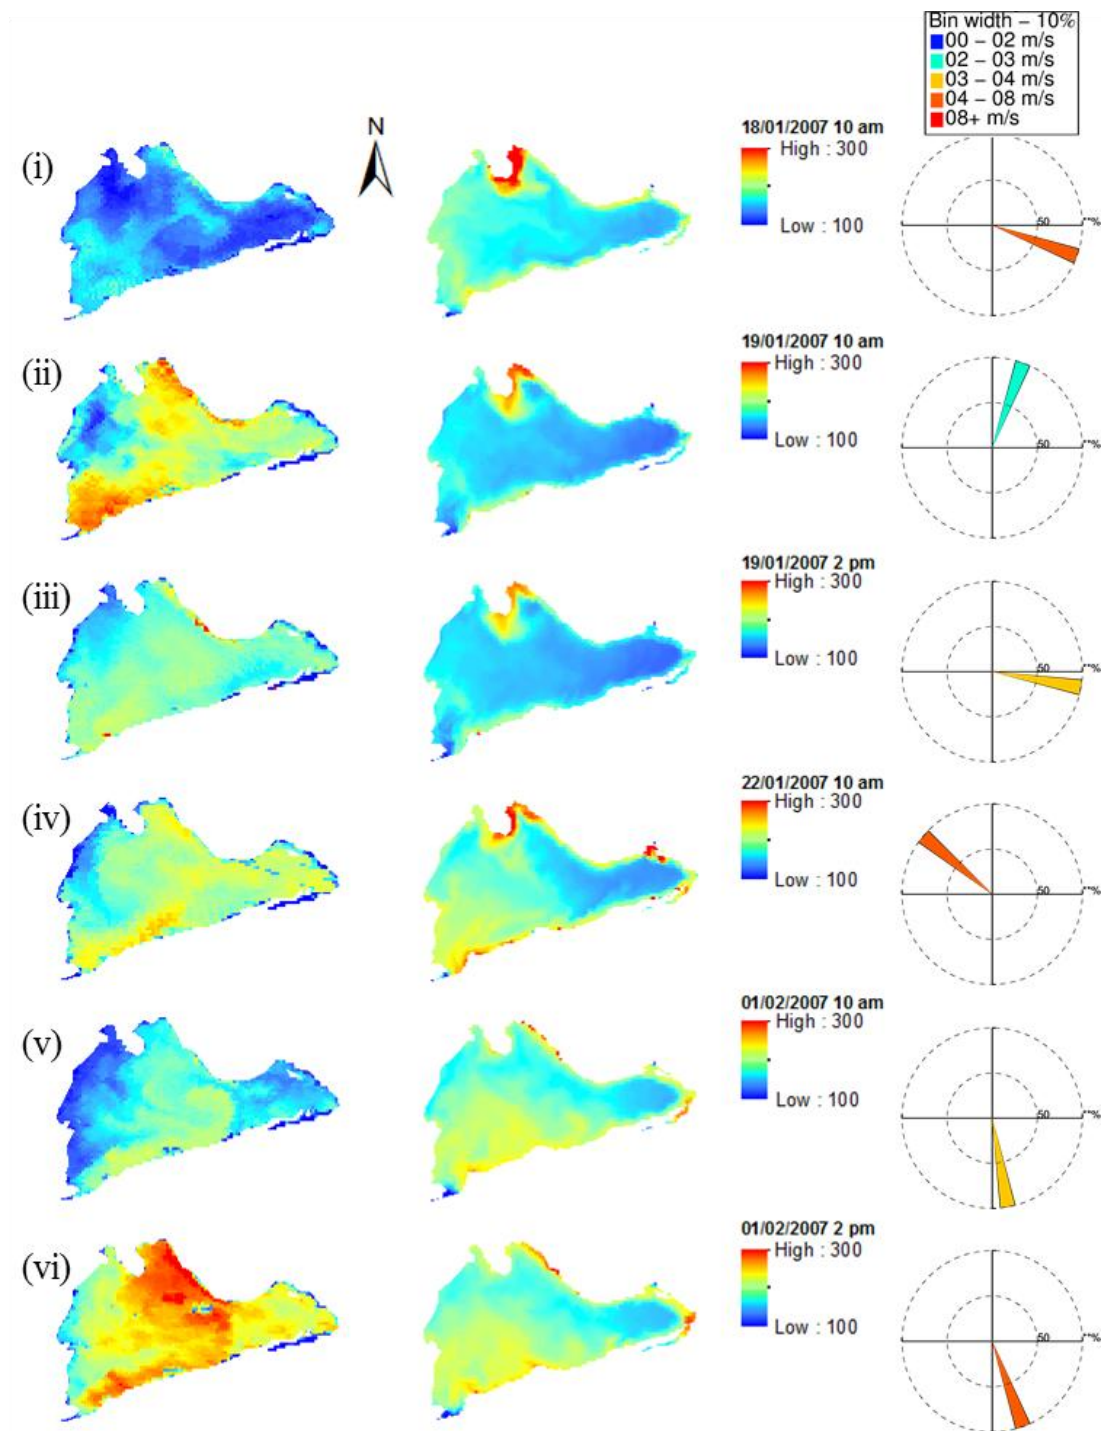 Bin width – 10%
00 – 02 m/s
02 – 03 m/s
03 – 04 m/s
04 – 08 m/s
08+ m/s
N
(i)
18/01/2007 10 am
High : 300
Low : 100
50
%
(ii)
19/01/2007 10 am
High : 300
Low : 100
50
%
(iii)
19/01/2007 2 pm
High : 300
Low : 100
50
%
(iv)
22/01/2007 10 am
High : 300
Low : 100
50
%
(v)
01/02/2007 10 am
High : 300
Low : 100
50
%
(vi)
01/02/2007 2 pm
High : 300
Low : 100
50
%